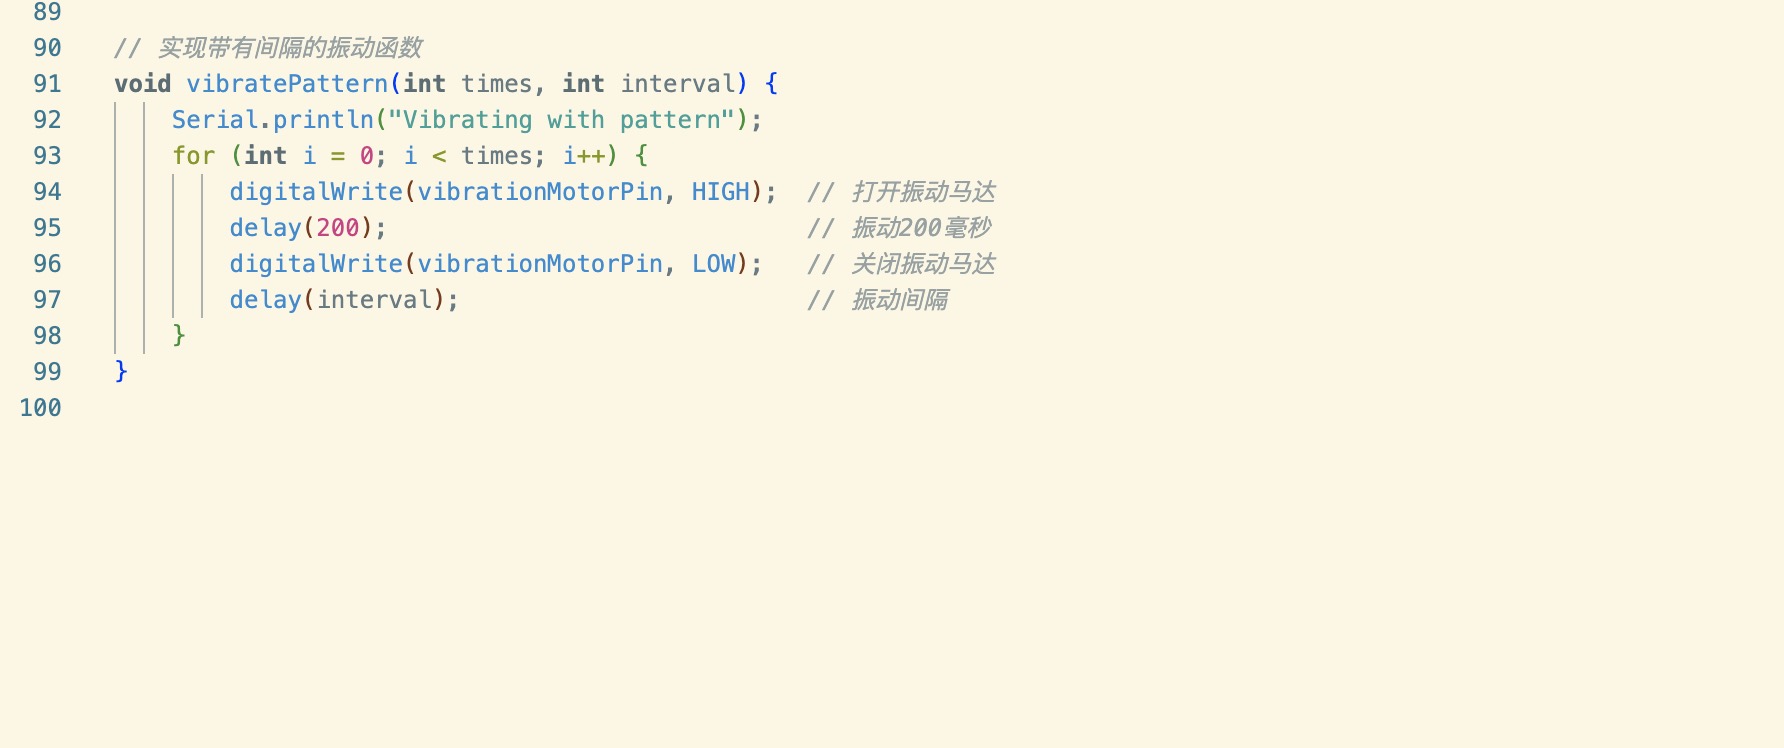 89
90 // 实现带有间隔的振动函数
91 void vibratePattern(int times, int interval) {
92 Serial.println("Vibrating with pattern");
93 for (int i = 0; i < times; i++) {
94 digitalWrite(vibrationMotorPin, HIGH); // 打开振动马达
95 delay(200); // 振动200毫秒
96 digitalWrite(vibrationMotorPin, LOW); // 关闭振动马达
97 delay(interval); // 振动间隔
98 }
99 }
100